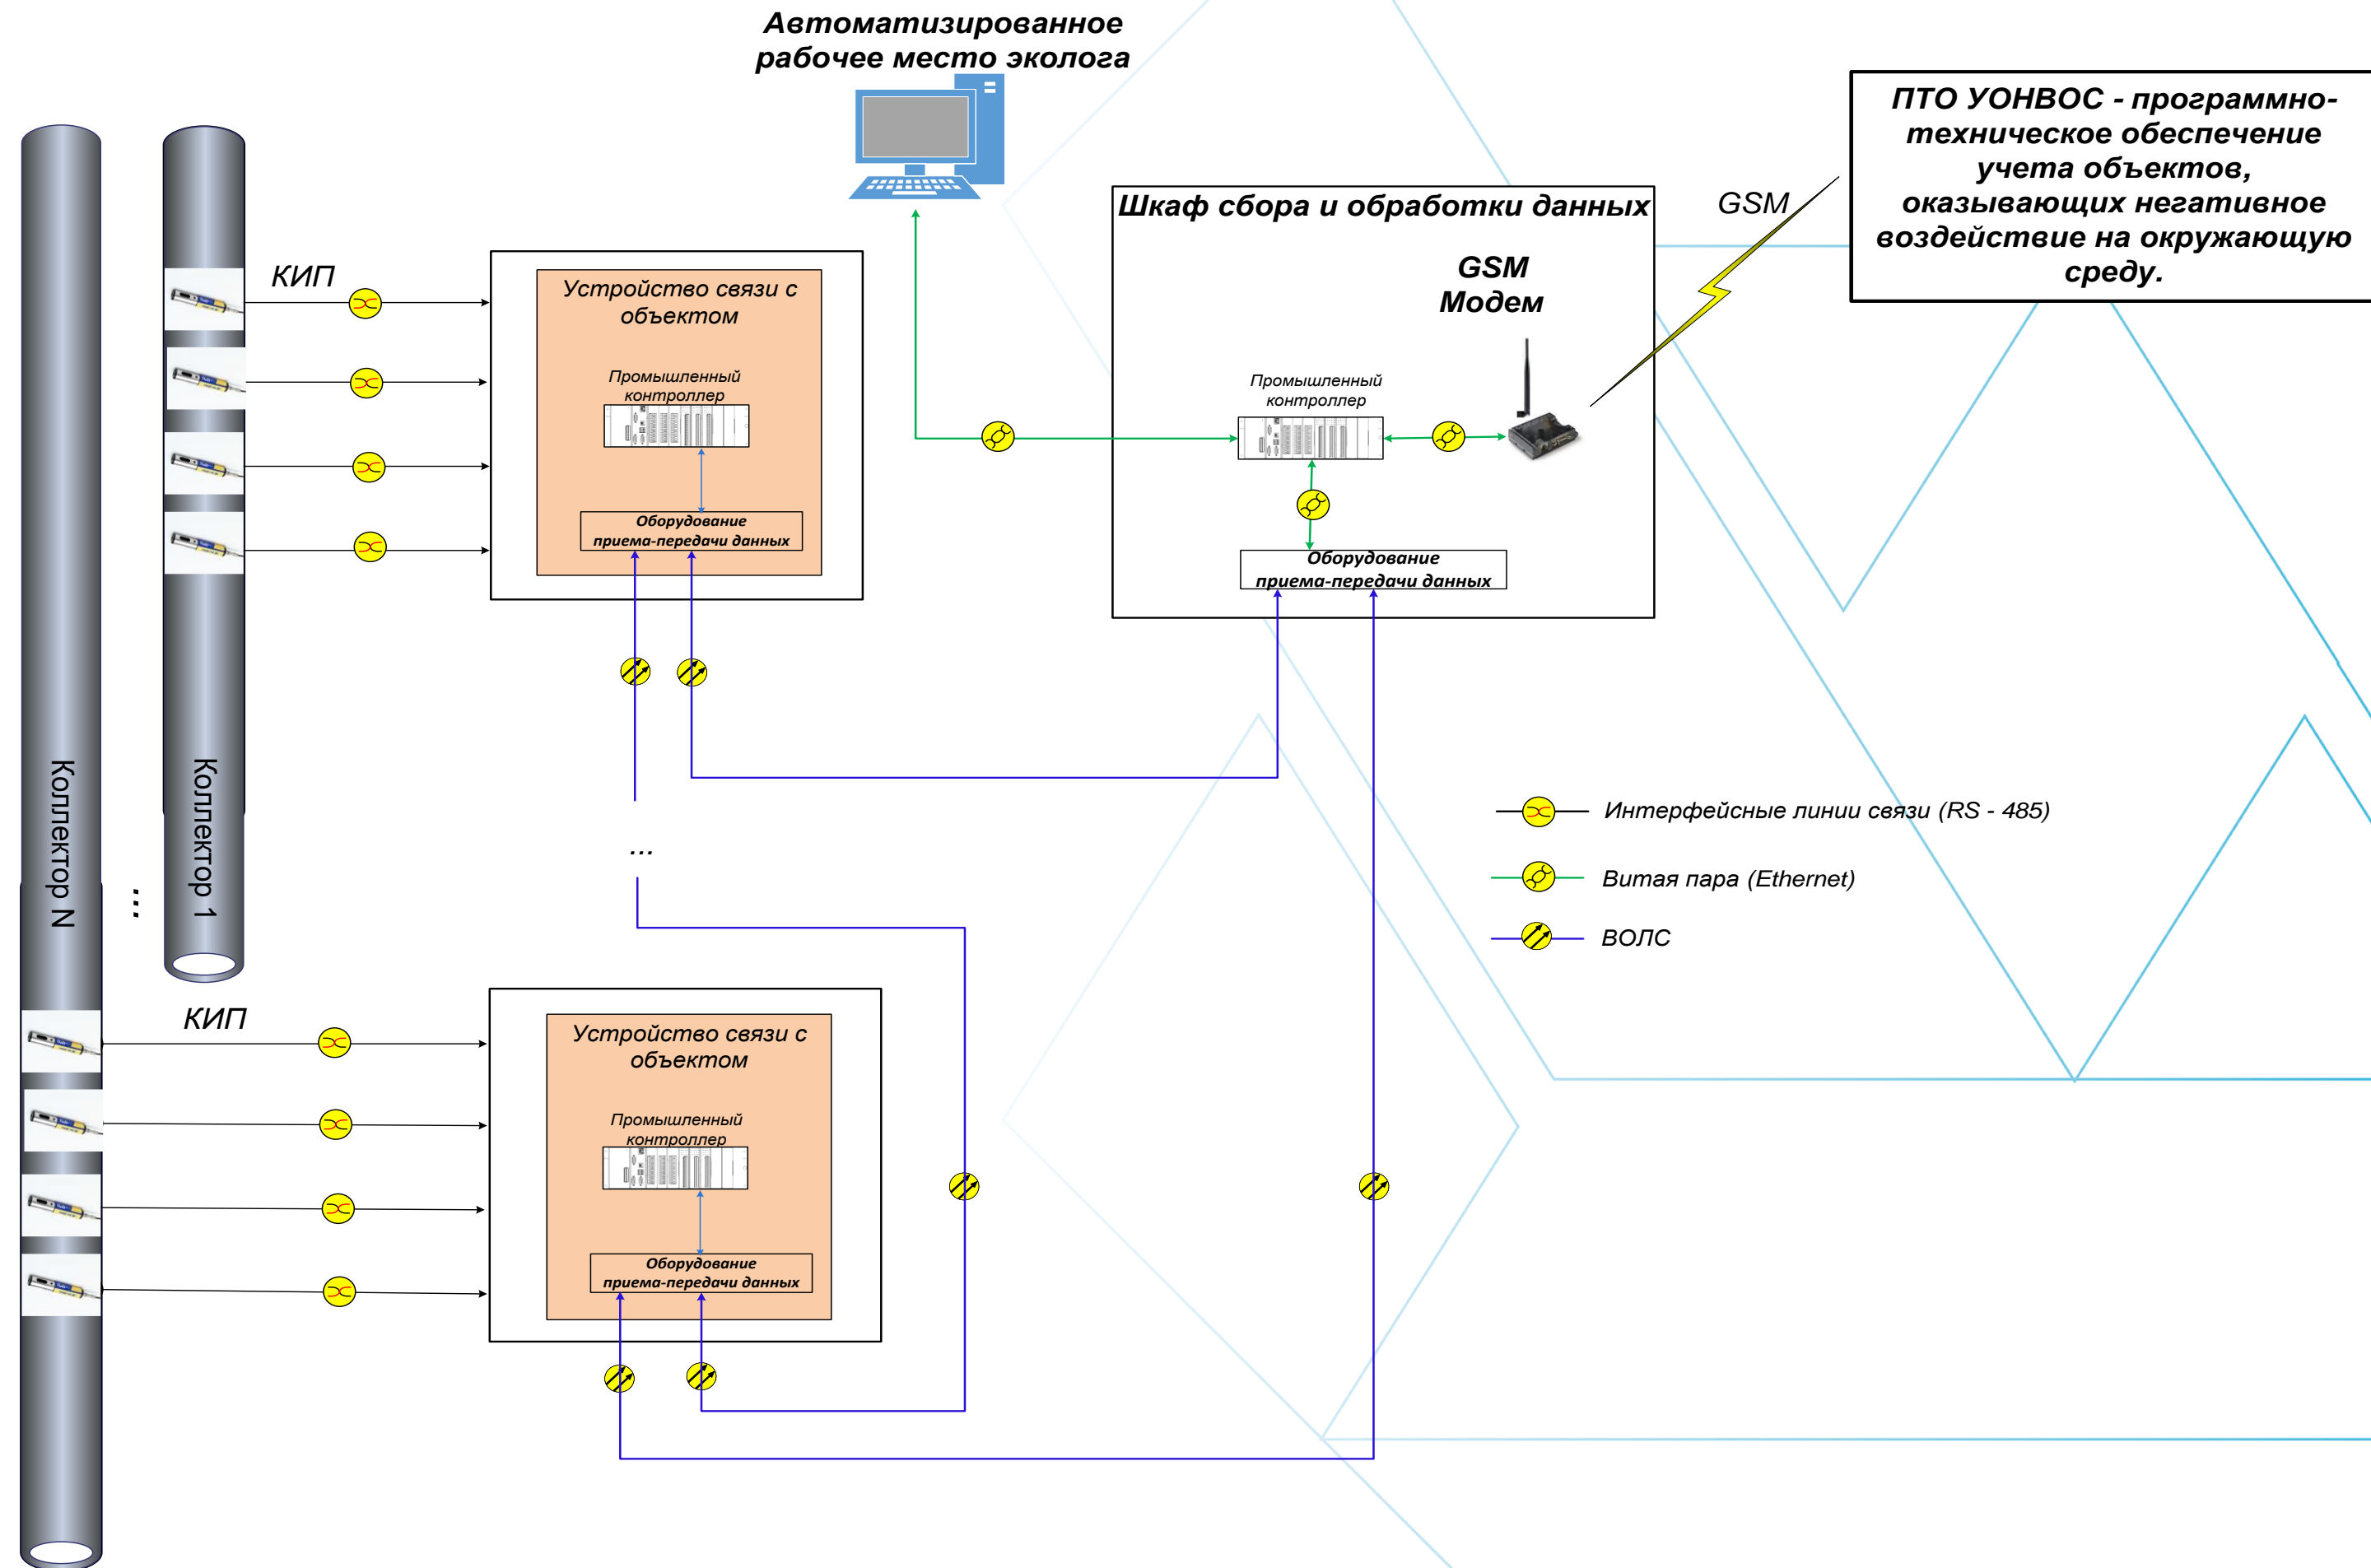 Автоматизированное
рабочее место эколога
ПТО УОНВОС - программно-
техническое обеспечение
учета объектов,
оказывающих негативное
воздействие на окружающую
среду.
Шкаф сбора и обработки данных
GSM
GSM
Модем
КИП
Устройство связи с
объектом
Промышленный
контроллер
Промышленный
контроллер
Оборудование
приема-передачи данных
Оборудование
приема-передачи данных
Коллектор N
...
Коллектор 1
...
Интерфейсные линии связи (RS - 485)
Витая пара (Ethernet)
ВОЛС
КИП
Устройство связи с
объектом
Промышленный
контроллер
Оборудование
приема-передачи данных